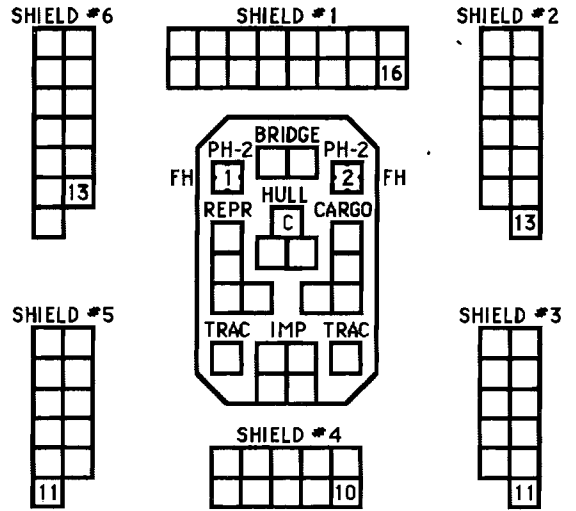 SHIELD #6 SHIELD #1 SHIELD #2
16
BRIDGE
PH-2 PH-2
FH 1 2 FH
13
HULL
REPR C CARGO
13
SHIELD #5 SHIELD #3
TRAC IMP TRAC
SHIELD #4
11 10 11